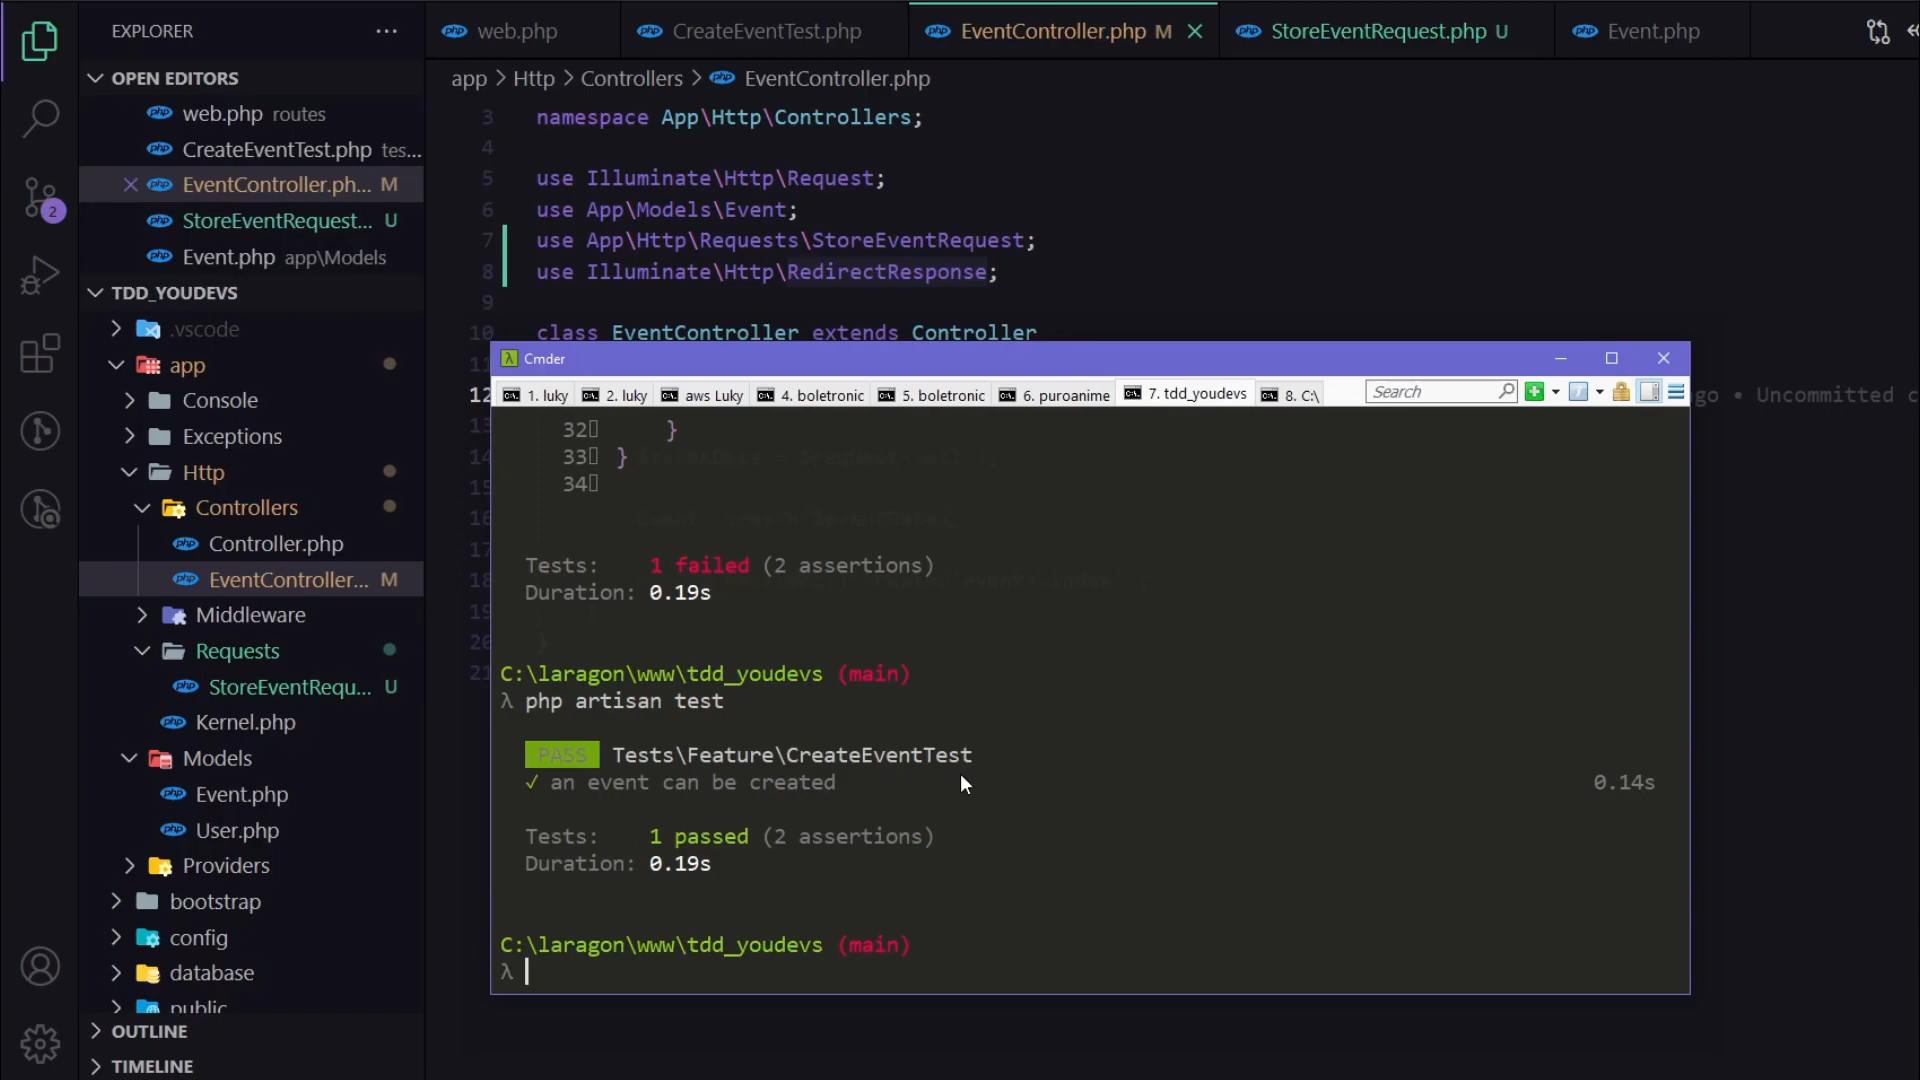 EXPLORER
OPEN EDITORS
web.php routes
CreateEventTest.php tes...
EventController.ph... M
StoreEventRequest... U
Event.php app\Models
TDD_YOUDEVS
.vscode
app
Console
Exceptions
Http
Controllers
Controller.php
EventController... M
Middleware
Requests
StoreEventRequ... U
Kernel.php
Models
Event.php
User.php
Providers
bootstrap
config
database
public
OUTLINE
TIMELINE
2
web.php
CreateEventTest.php
EventController.php M
StoreEventRequest.php U
Event.php
app > Http > Controllers > EventController.php
3 namespace App\Http\Controllers;
4
5 use Illuminate\Http\Request;
6 use App\Models\Event;
7 use App\Http\Requests\StoreEventRequest;
8 use Illuminate\Http\RedirectResponse;
9
10 class EventController extends Controller
12
go • Uncommitted c
Cmder
1. luky
2. luky
aws Luky
4. boletronic
5. boletronic
6. puroanime
7. tdd_youdevs
8. C:\
Search
32 }
33 }
34
Tests: 1 failed (2 assertions)
Duration: 0.19s
C:\laragon\www\tdd_youdevs (main)
λ php artisan test
PASS Tests\Feature\CreateEventTest
✓ an event can be created 0.14s
Tests: 1 passed (2 assertions)
Duration: 0.19s
C:\laragon\www\tdd_youdevs (main)
λ